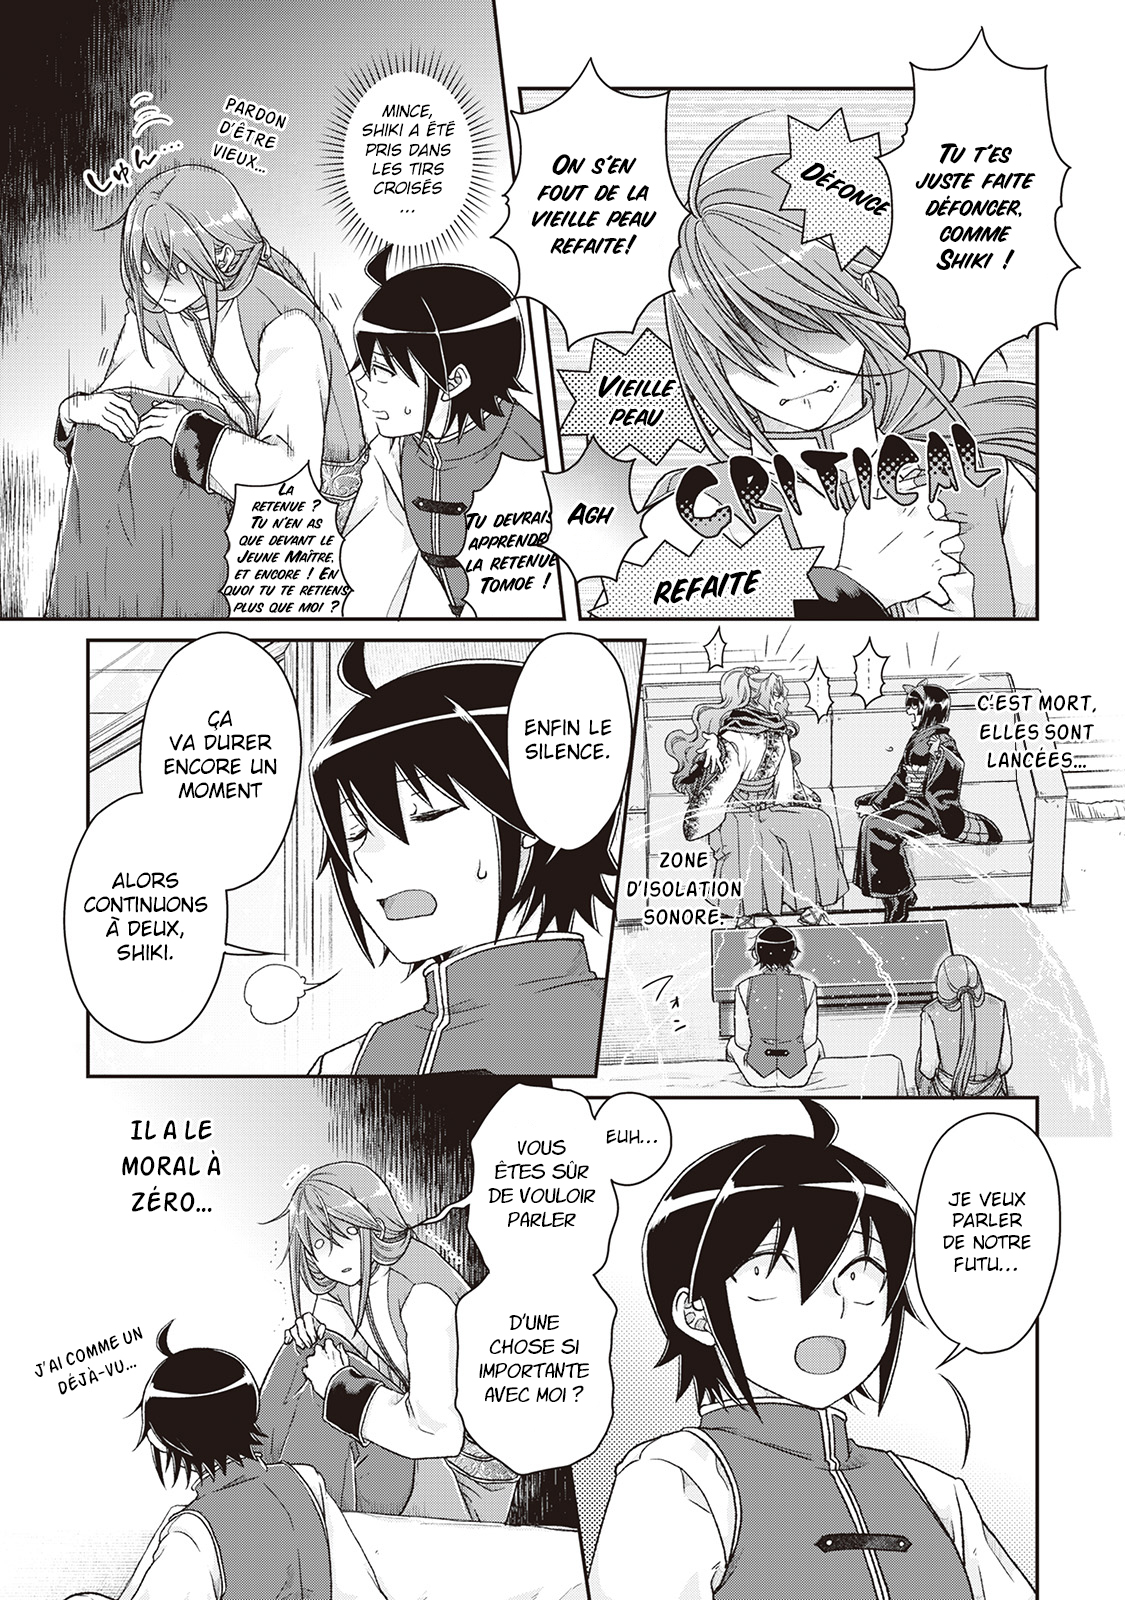 TU T'ES
JUSTE FAITE
DÉFONCER,
COMME
SHIKI !
DÉFONCE
ON S'EN
FOUT DE LA
VIEILLE PEAU
REFAITE!
VIEILLE
PEAU
CRITICAL
REFAITE
AGH
MINCE,
SHIKI A ÉTÉ
PRIS DANS
LES TIRS
CROISÉS
...
PARDON
D'ÊTRE
VIEUX...
しゅん...
TU DEVRAIS
APPRENDR
LA RETENUE
TOMOE !
LA
RETENUE ?
TU N'EN AS
QUE DEVANT LE
JEUNE MAÎTRE,
ET ENCORE ! EN
QUOI TU TE RETIENS
PLUS QUE MOI ?
C'EST MORT,
ELLES SONT
LANCÉES...
...
...
...
ZONE
D'ISOLATION
SONORE.
ENFIN LE
SILENCE.
ÇA
VA DURER
ENCORE UN
MOMENT
ALORS
CONTINUONS
À DEUX,
SHIKI.
JE VEUX
PARLER
DE NOTRE
FUTU...
EUH...
VOUS
ÊTES SÛR
DE VOULOIR
PARLER
D'UNE
CHOSE SI
IMPORTANTE
AVEC MOI ?
IL A LE
MORAL À
ZÉRO...
J'AI COMME UN
DÉJÀ-VU...